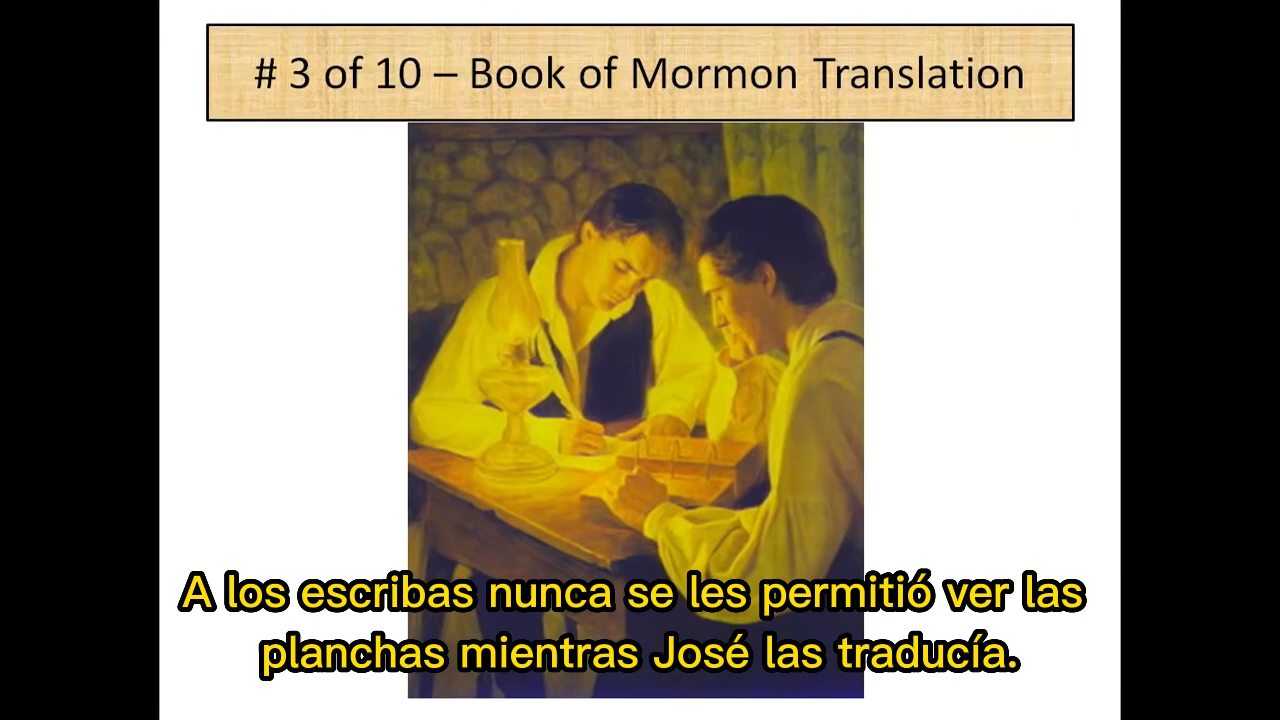 # 3 of 10 – Book of Mormon Translation
A los escribas nunca se les permitió ver las
planchas mientras José las traducía.